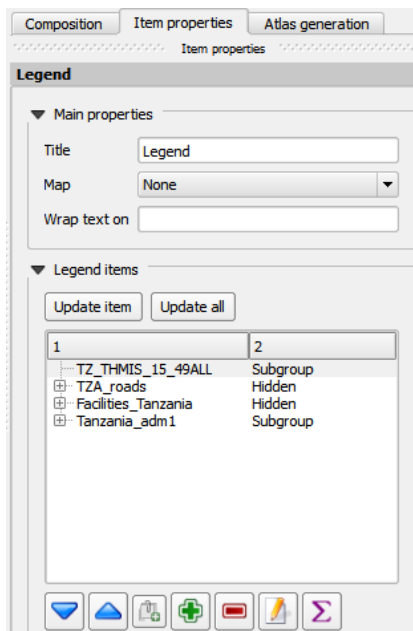 Composition Item properties Atlas generation
Item properties
Legend
Main properties
Title Legend
Map None
Wrap text on
Legend items
Update item Update all
1 2
TZ_THMIS_15_49ALL Subgroup
TZA_roads Hidden
Facilities_Tanzania Hidden
Tanzania_adm1 Subgroup
Σ